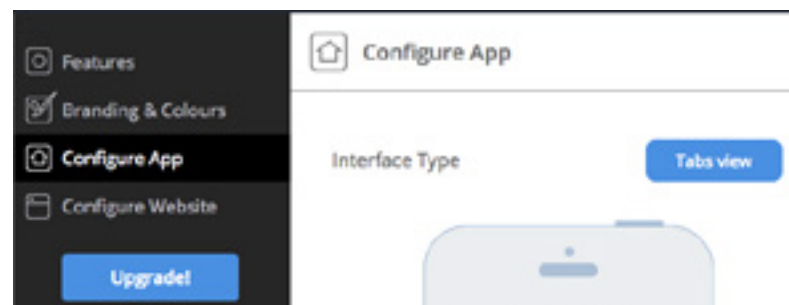 Features
Branding & Colours
Configure App
Configure Website
Upgrade!
Configure App
Interface Type
Tabs view